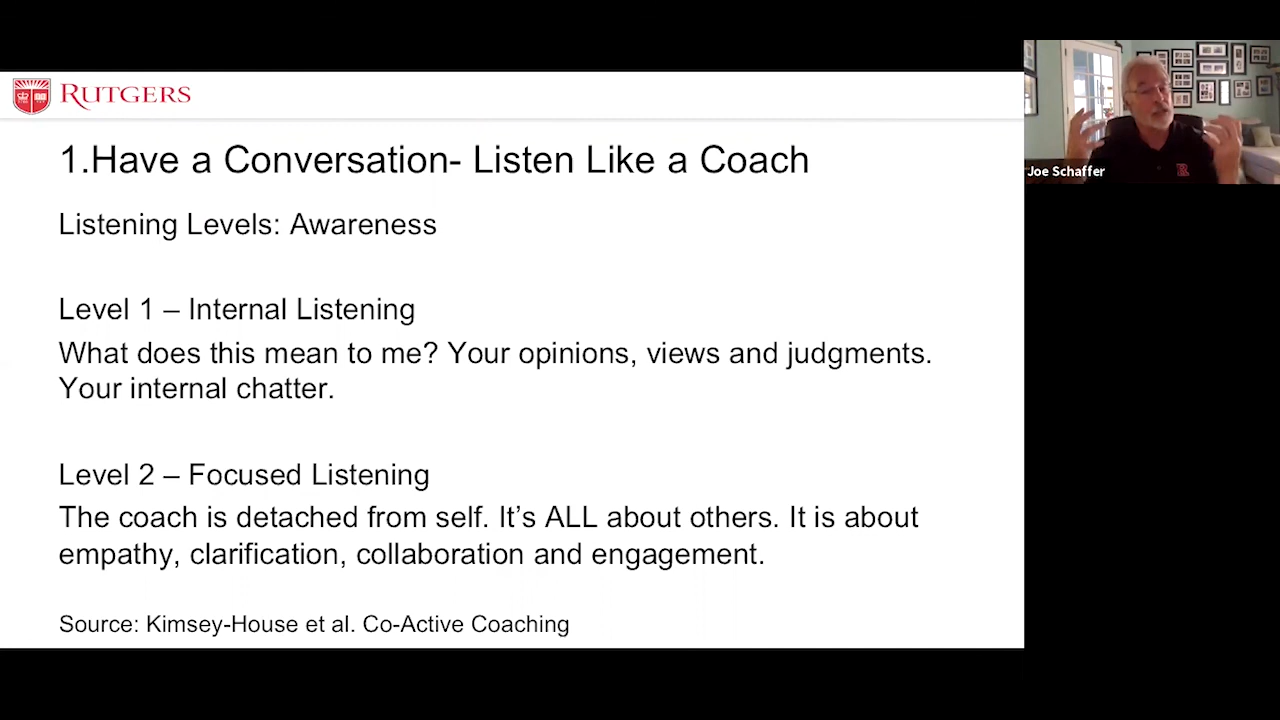 RUTGERS
1.Have a Conversation- Listen Like a Coach
Listening Levels: Awareness
Level 1 – Internal Listening
What does this mean to me? Your opinions, views and judgments.
Your internal chatter.
Level 2 – Focused Listening
The coach is detached from self. It’s ALL about others. It is about
empathy, clarification, collaboration and engagement.
Source: Kimsey-House et al. Co-Active Coaching
Joe Schaffer
R